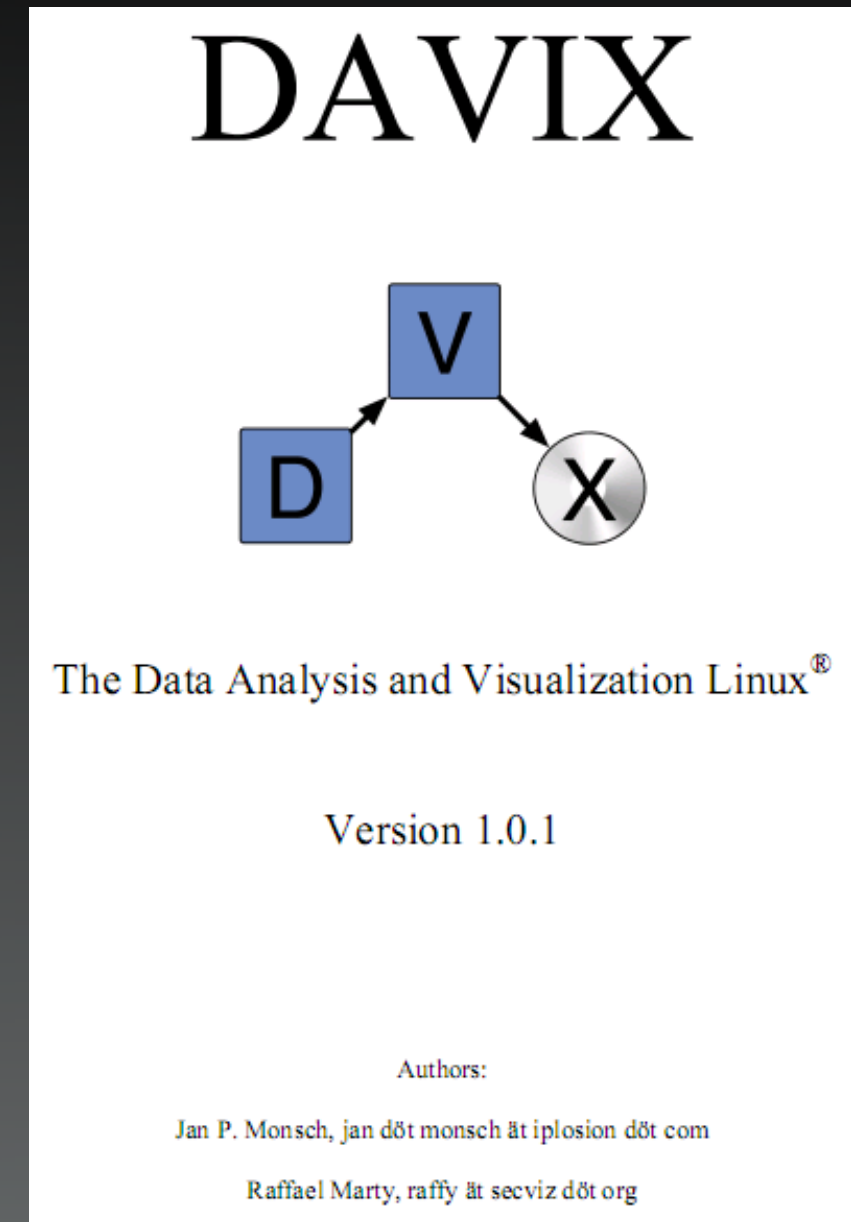 DAVIX
V
D
X
The Data Analysis and Visualization Linux®
Version 1.0.1
Authors:
Jan P. Monsch, jan döt monsch ät iplosion döt com
Raffael Marty, raffy ät secviz döt org